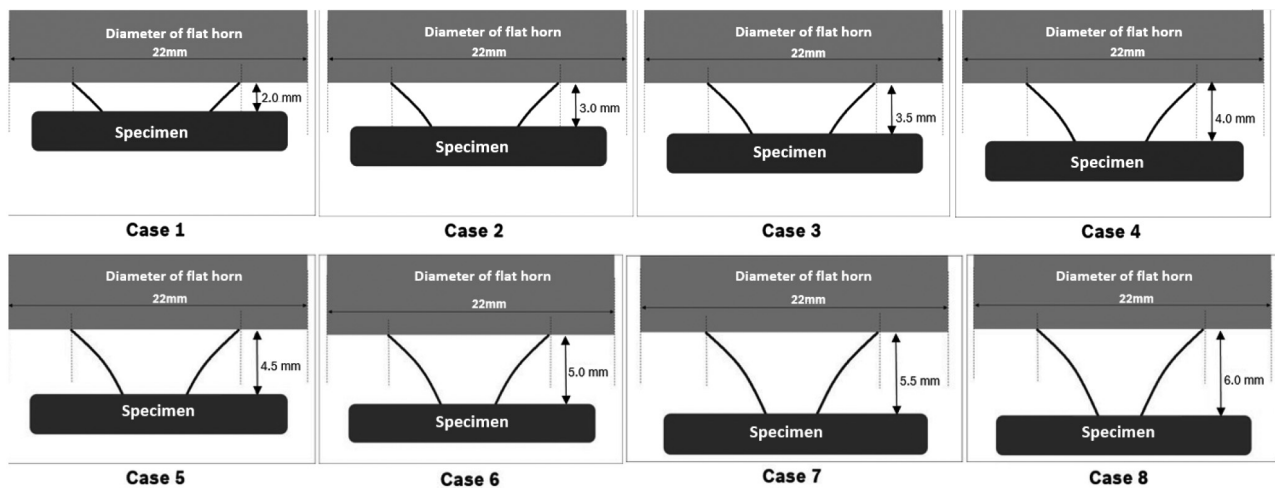 Diameter of flat horn
22mm
2.0 mm
Specimen
Case 1
Diameter of flat horn
22mm
3.0 mm
Specimen
Case 2
Diameter of flat horn
22mm
3.5 mm
Specimen
Case 3
Diameter of flat horn
22mm
4.0 mm
Specimen
Case 4
Diameter of flat horn
22mm
4.5 mm
Specimen
Case 5
Diameter of flat horn
22mm
5.0 mm
Specimen
Case 6
Diameter of flat horn
22mm
5.5 mm
Specimen
Case 7
Diameter of flat horn
22mm
6.0 mm
Specimen
Case 8